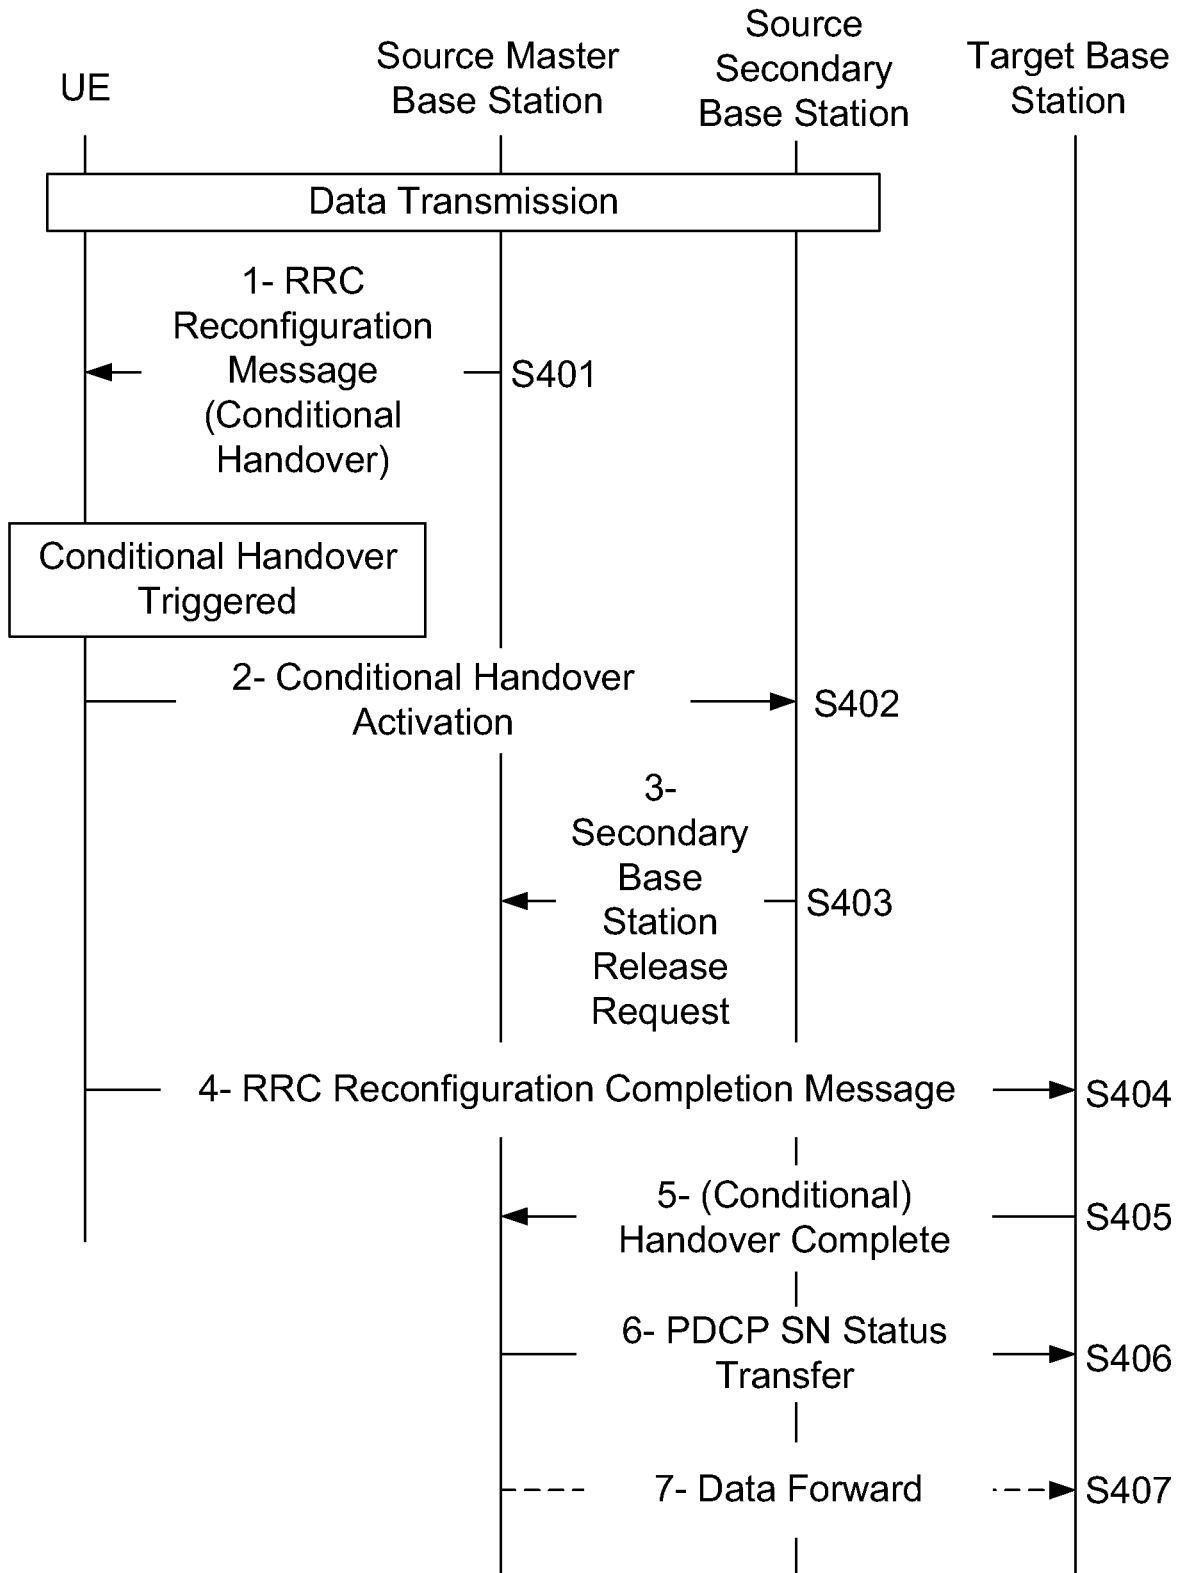 UE
Source Master
Base Station
Source
Secondary
Base Station
Target Base
Station
Data Transmission
1- RRC
Reconfiguration
Message
(Conditional
Handover)
S401
Conditional Handover
Triggered
2- Conditional Handover
Activation
S402
3-
Secondary
Base
Station
Release
Request
S403
4- RRC Reconfiguration Completion Message
S404
5- (Conditional)
Handover Complete
S405
6- PDCP SN Status
Transfer
S406
7- Data Forward
S407